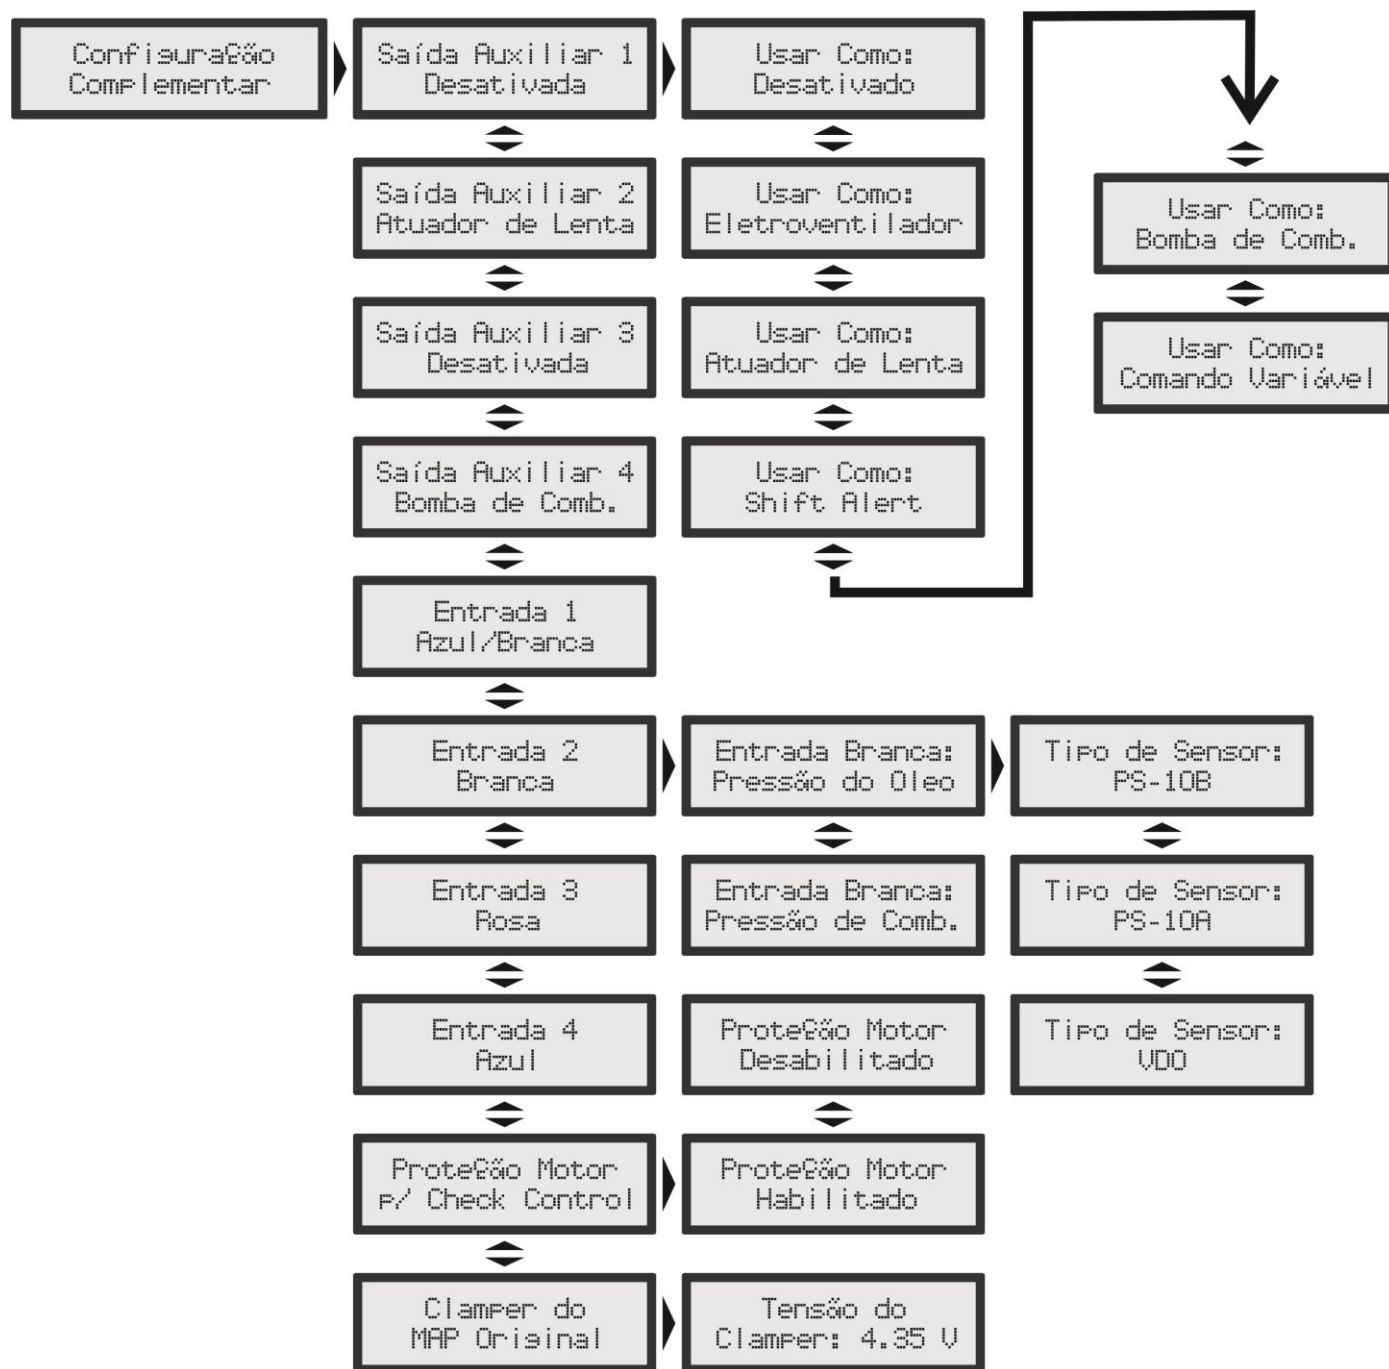 Configuração
Complementar
Saída Auxiliar 1
Desativada
Usar Como:
Desativado
Saída Auxiliar 2
Atuador de Lenta
Usar Como:
Eletroventilador
Usar Como:
Bomba de Comb.
Saída Auxiliar 3
Desativada
Usar Como:
Atuador de Lenta
Usar Como:
Comando Variável
Saída Auxiliar 4
Bomba de Comb.
Usar Como:
Shift Alert
Entrada 1
Azul/Branca
Entrada 2
Branca
Entrada Branca:
Pressão do Oleo
Tipo de Sensor:
PS-10B
Entrada 3
Rosa
Entrada Branca:
Pressão de Comb.
Tipo de Sensor:
PS-10A
Entrada 4
Azul
Proteção Motor
Desabilitado
Tipo de Sensor:
VDO
Proteção Motor
p/ Check Control
Proteção Motor
Habilitado
Clamper do
MAP Original
Tensão do
Clamper: 4.35 V